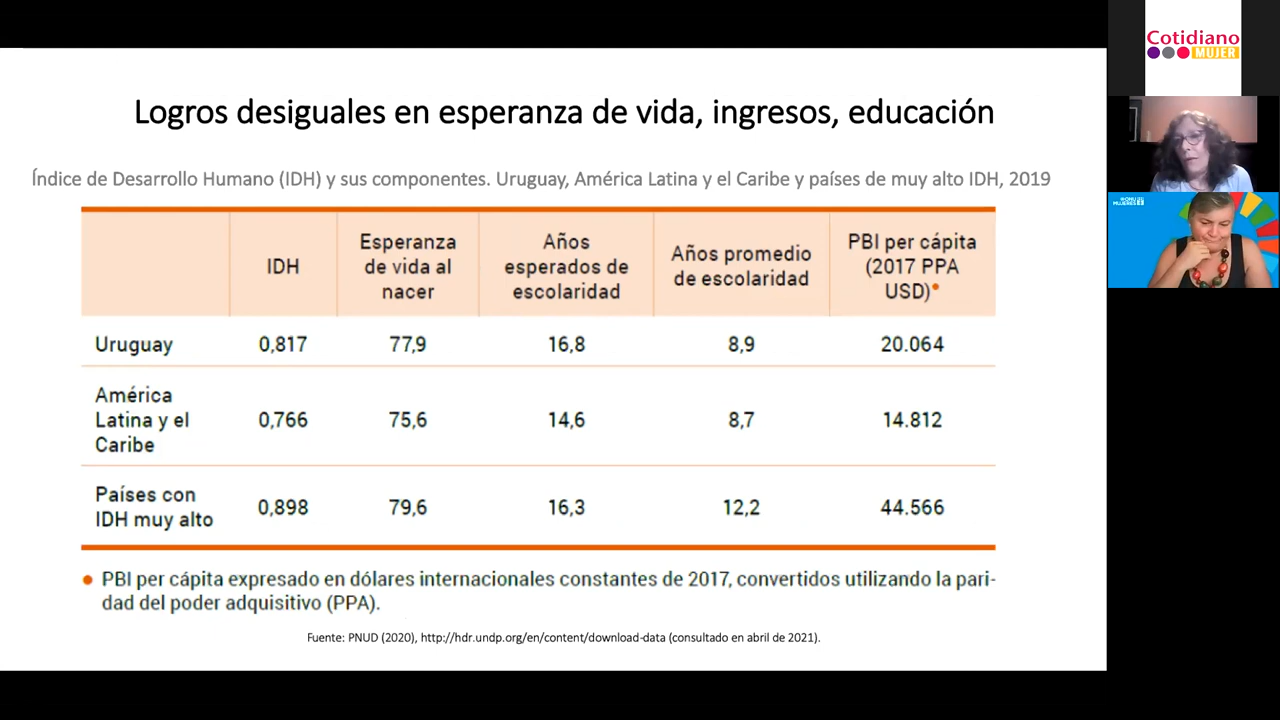 Logros desiguales en esperanza de vida, ingresos, educación
Índice de Desarrollo Humano (IDH) y sus componentes. Uruguay, América Latina y el Caribe y países de muy alto IDH, 2019
IDH
Esperanza
de vida al
nacer
Años
esperados de
escolaridad
Años promedio
de escolaridad
PBI per cápita
(2017 PPA
USD)•
Uruguay 0,817 77,9 16,8 8,9 20.064
América
Latina y el
Caribe
0,766 75,6 14,6 8,7 14.812
Países con
IDH muy alto
0,898 79,6 16,3 12,2 44.566
• PBI per cápita expresado en dólares internacionales constantes de 2017, convertidos utilizando la pari-
dad del poder adquisitivo (PPA).
Fuente: PNUD (2020), http://hdr.undp.org/en/content/download-data (consultado en abril de 2021).
Cotidiano
MUJER
ONU
MUJERES